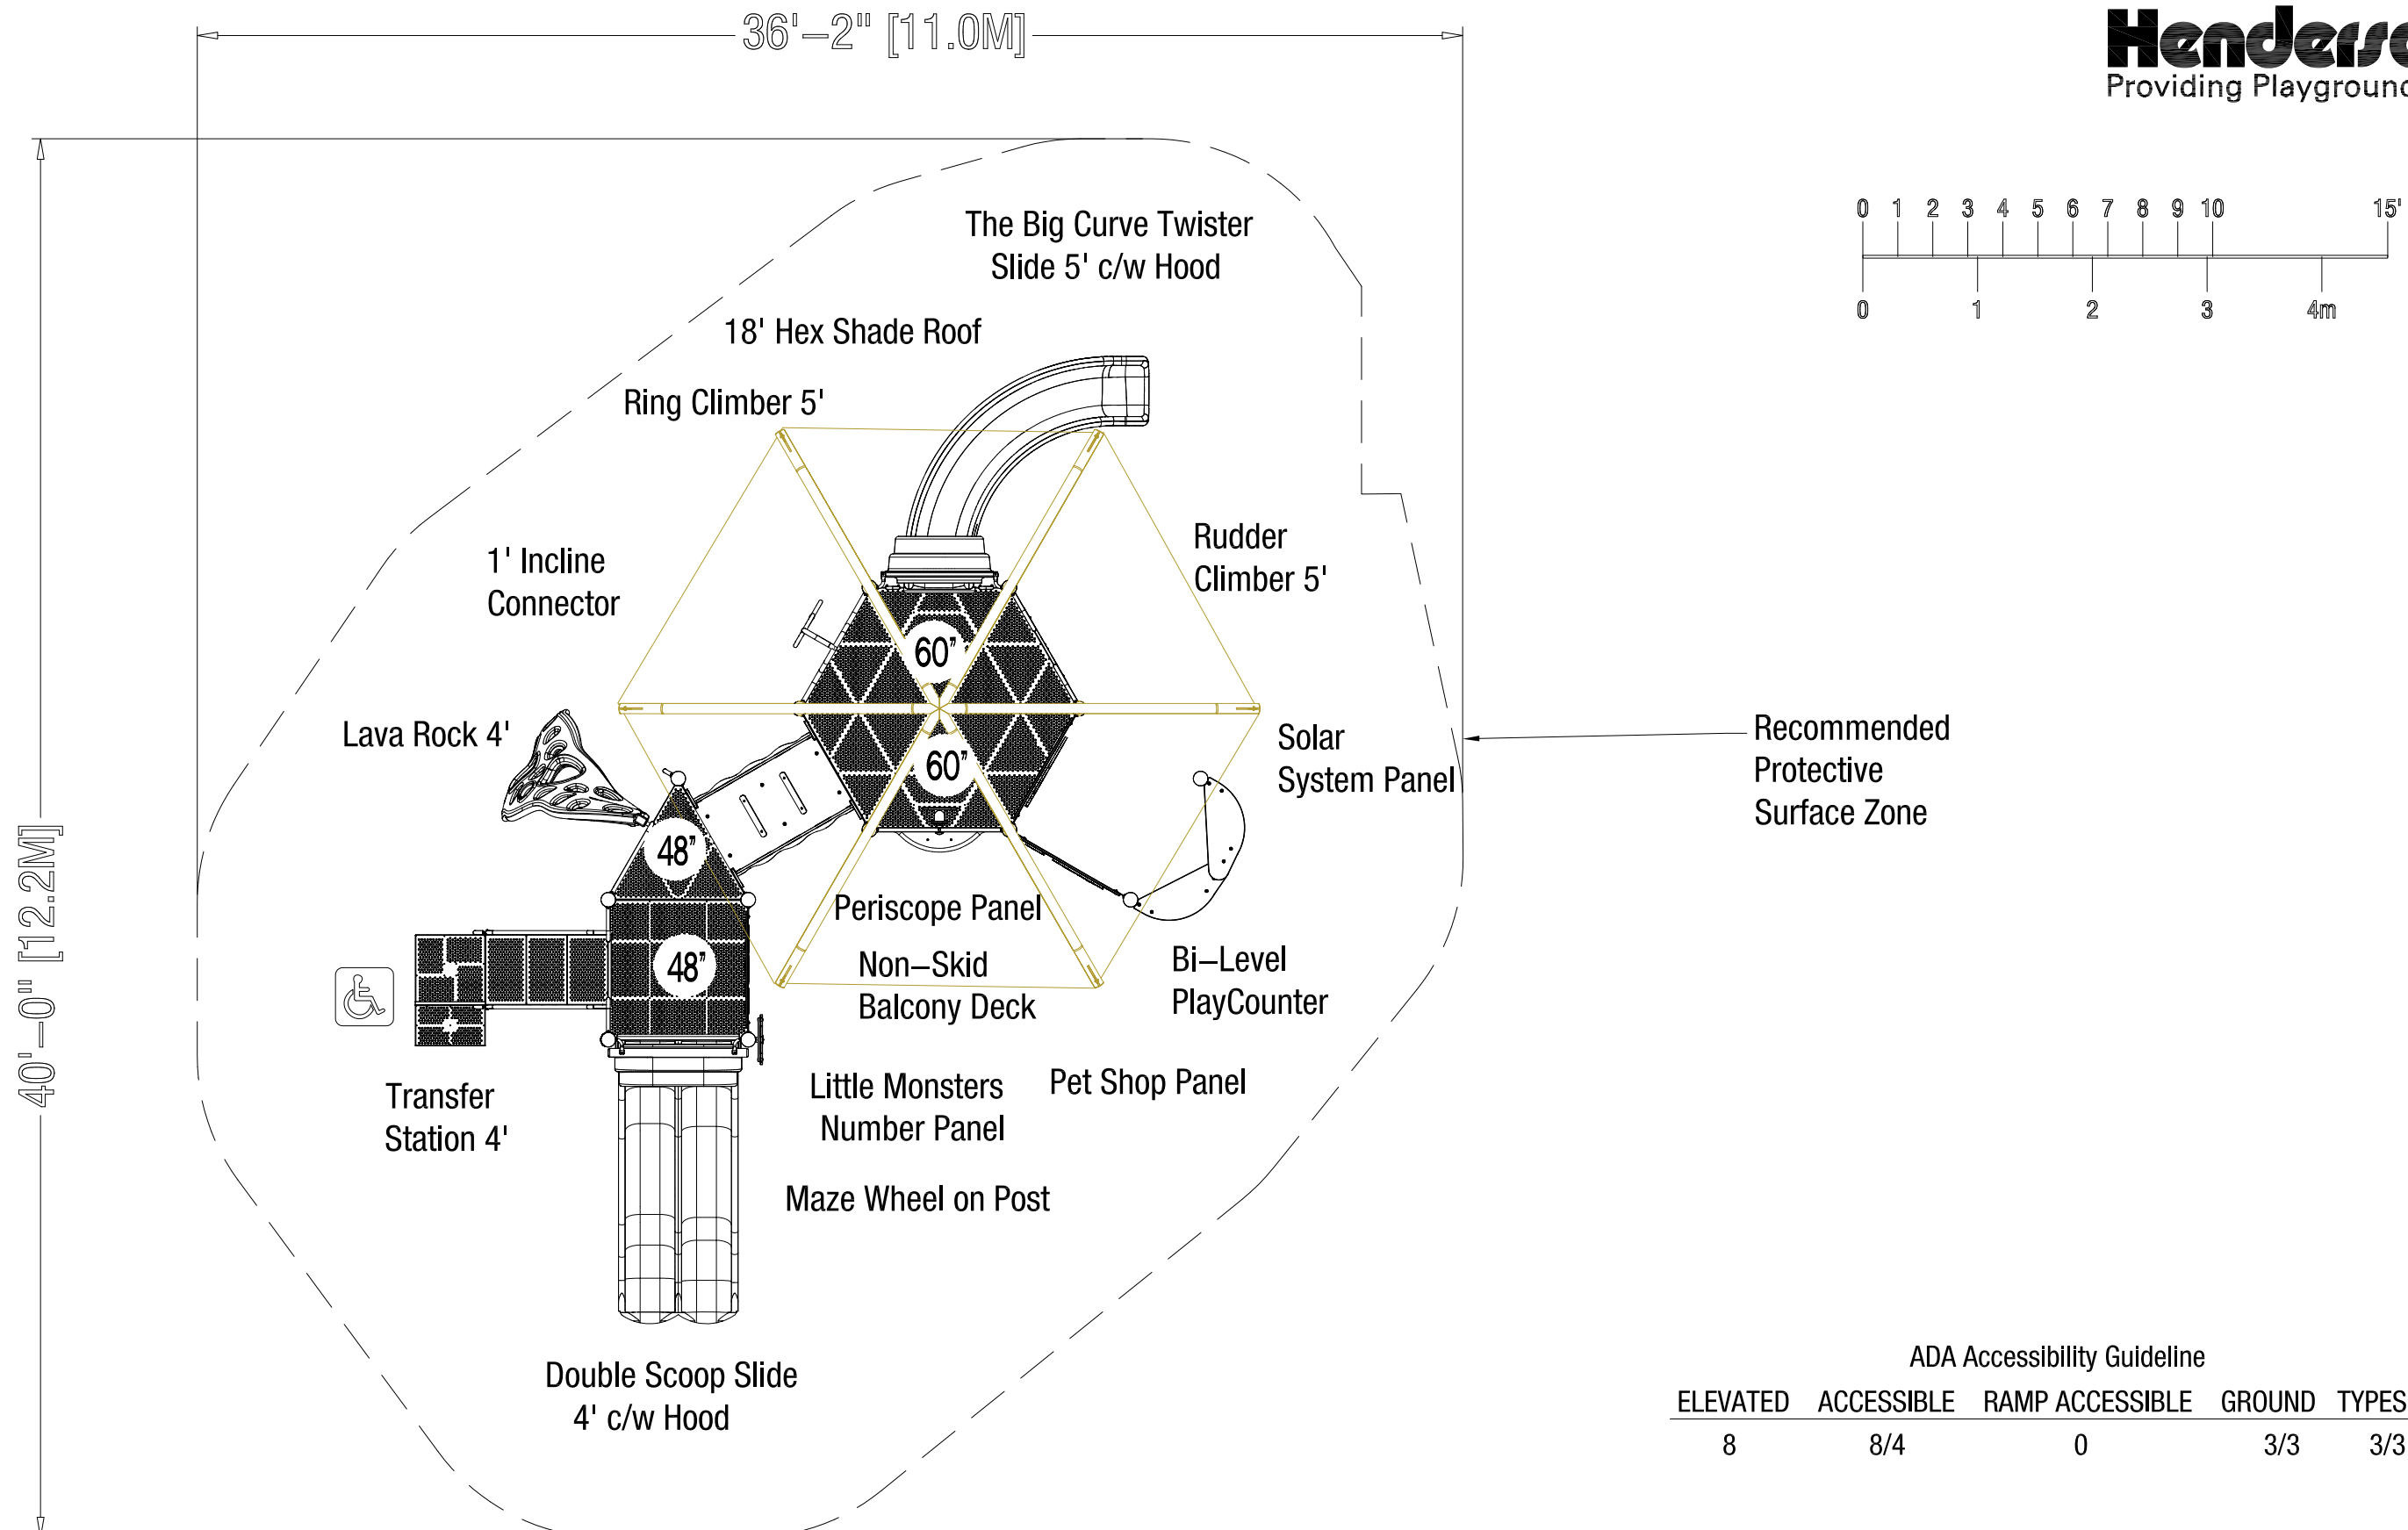 36'–2" [11.0M]
Henderso
Providing Playground
0 1 2 3 4 5 6 7 8 9 10 15'
0 1 2 3 4m
The Big Curve Twister
Slide 5' c/w Hood
18' Hex Shade Roof
Ring Climber 5'
Rudder
Climber 5'
1' Incline
Connector
60"
60"
Lava Rock 4'
Solar
System Panel
Recommended
Protective
Surface Zone
48"
48"
Periscope Panel
Non–Skid
Balcony Deck
Bi–Level
PlayCounter
40'–0" [12.2M]
Transfer
Station 4'
Little Monsters
Number Panel
Pet Shop Panel
Maze Wheel on Post
Double Scoop Slide
4' c/w Hood
ADA Accessibility Guideline
ELEVATED ACCESSIBLE RAMP ACCESSIBLE GROUND TYPES
8 8/4 0 3/3 3/3